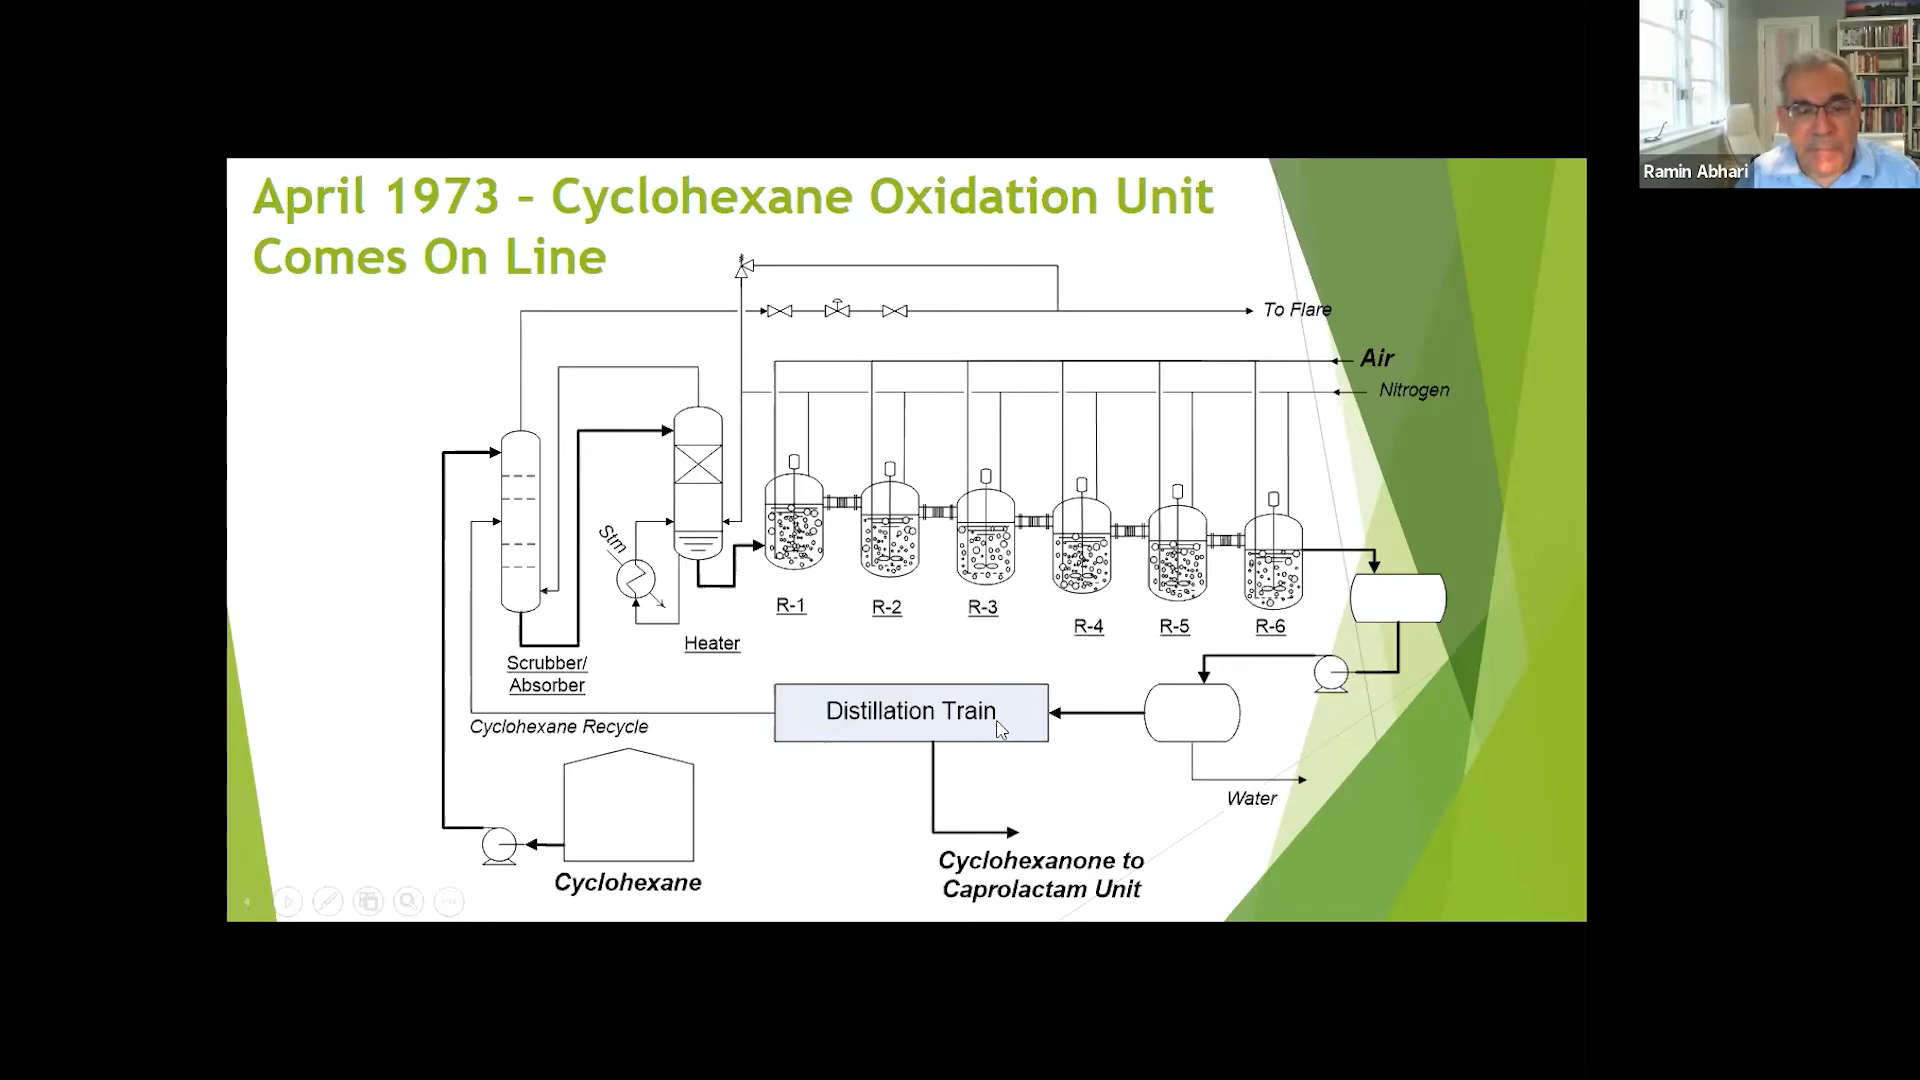 Ramin Abhari
April 1973 – Cyclohexane Oxidation Unit
Comes On Line
To Flare
Air
Nitrogen
Stm
R-1
R-2
R-3
R-4
R-5
R-6
Heater
Scrubber/
Absorber
Cyclohexane Recycle
Distillation Train
Water
Cyclohexane
Cyclohexanone to
Caprolactam Unit